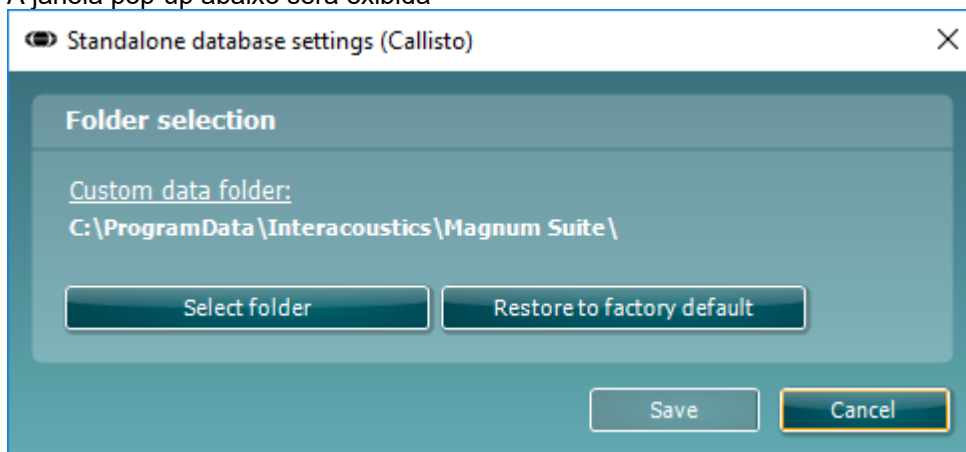 A janela pop-up abaixo será exibida
Standalone database settings (Callisto)
Folder selection
Custom data folder:
C:\ProgramData\Interacoustics\Magnum Suite\
Select folder
Restore to factory default
Save
Cancel